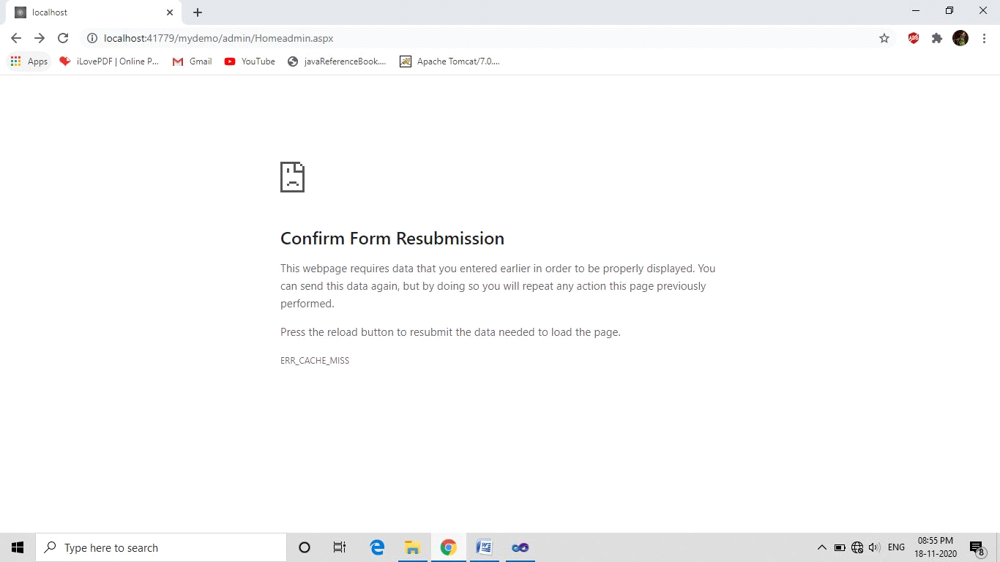 localhost
localhost:41779/mydemo/admin/Homeadmin.aspx
ABP
Apps iLovePDF | Online P... Gmail YouTube javaReferenceBook.... Apache Tomcat/7.0....
Confirm Form Resubmission
This webpage requires data that you entered earlier in order to be properly displayed. You
can send this data again, but by doing so you will repeat any action this page previously
performed.
Press the reload button to resubmit the data needed to load the page.
ERR_CACHE_MISS
Type here to search
ENG
08:55 PM
18-11-2020
8